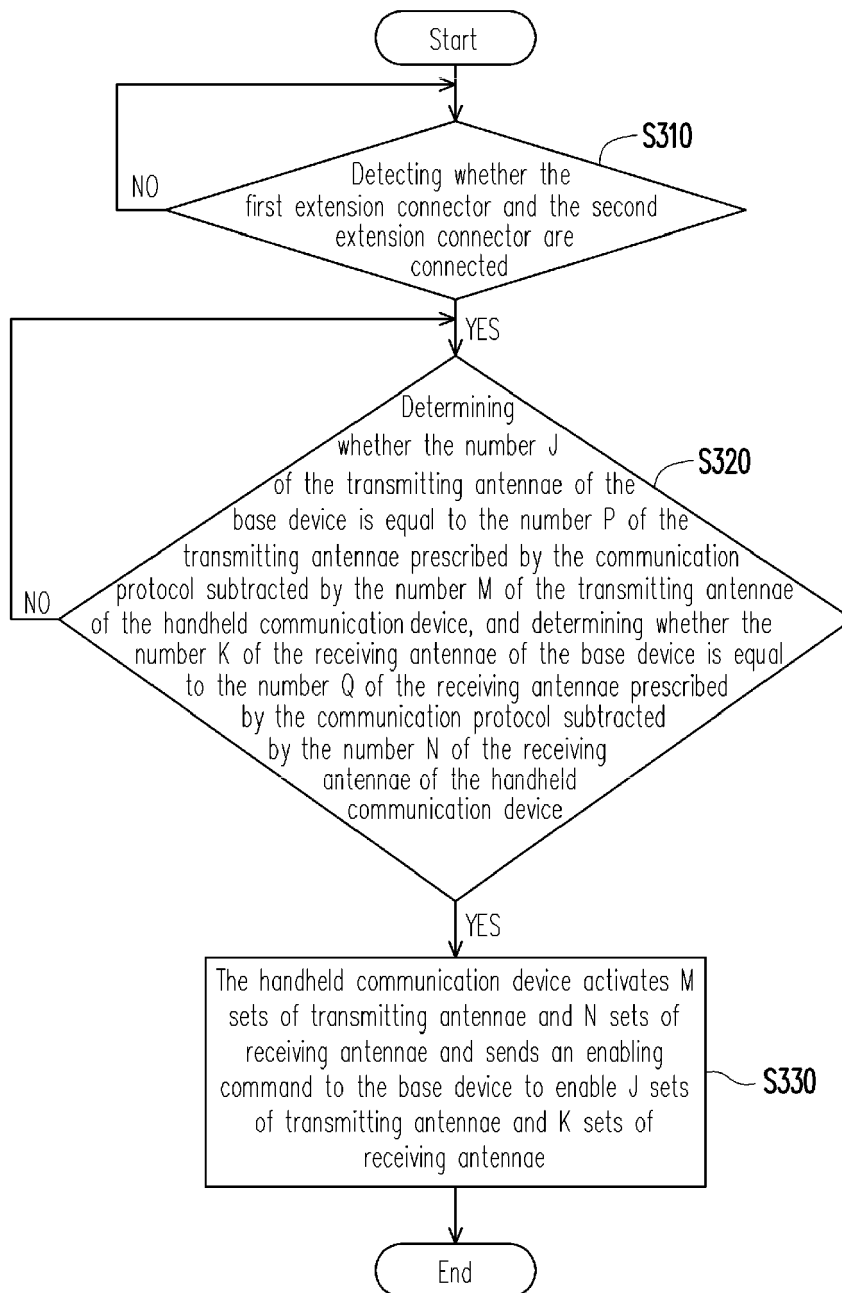 Start
S310
NO
Detecting whether the
first extension connector and the second
extension connector are
connected
YES
Determining
whether the number J
S320
of the transmitting antennae of the
base device is equal to the number P of the
transmitting antennae prescribed by the communication
protocol subtracted by the number M of the transmitting antennae
NO
of the handheld communication device, and determining whether the
number K of the receiving antennae of the base device is equal
to the number Q of the receiving antennae prescribed
by the communication protocol subtracted
by the number N of the receiving
antennae of the handheld
communication device
YES
The handheld communication device activates M
sets of transmitting antennae and N sets of
receiving antennae and sends an enabling
command to the base device to enable J sets
S330
of transmitting antennae and K sets of
receiving antennae
End